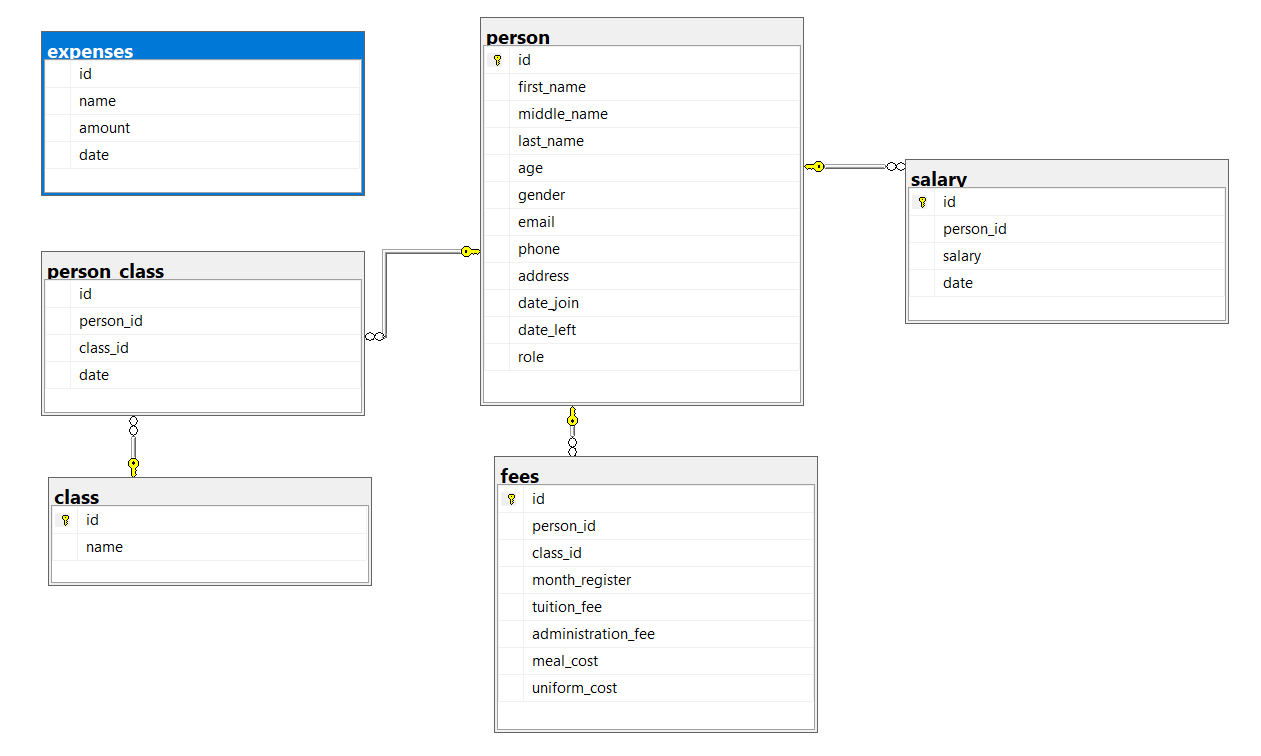 expenses
id
name
amount
date
person_class
id
person_id
class_id
date
class
id
name
person
id
first_name
middle_name
last_name
age
gender
email
phone
address
date_join
date_left
role
fees
id
person_id
class_id
month_register
tuition_fee
administration_fee
meal_cost
uniform_cost
salary
id
person_id
salary
date